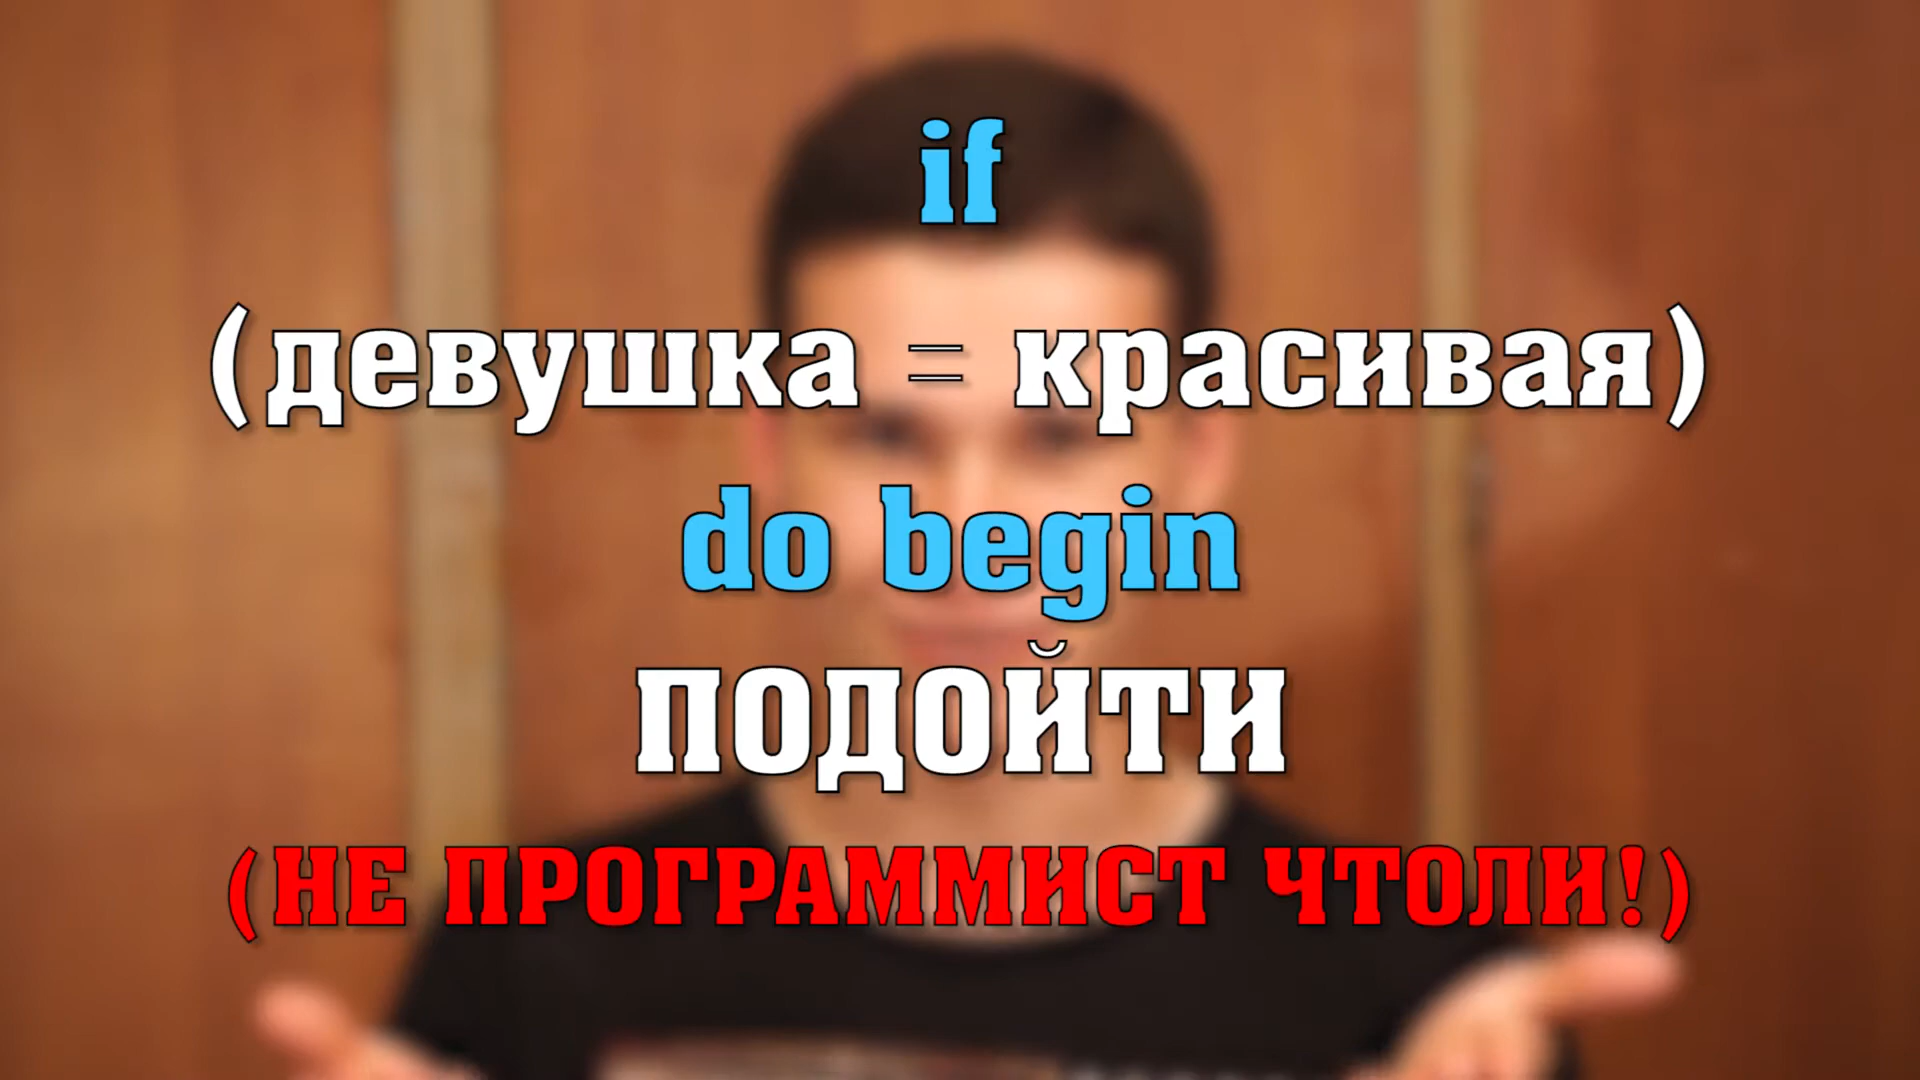 if
(девушка = красивая)
do begin
ПОДОЙТИ
(НЕ ПРОГРАММИСТ ЧТОЛИ!)